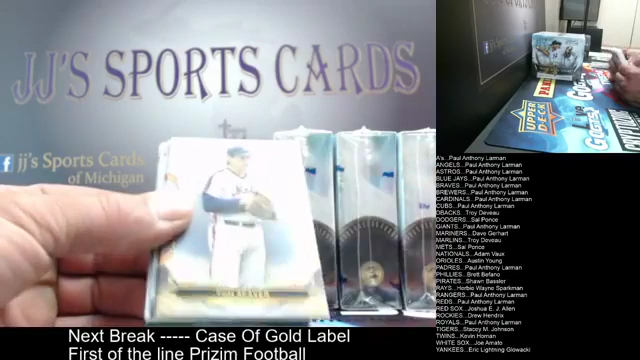 JJ'S SPORTS CARDS
jj's Sports Cards
of Michigan
UPPER DECK
PANINI
A's...Paul Anthony Larman
ANGELS...Paul Anthony Larman
ASTROS...Paul Anthony Larman
BLUE JAYS...Paul Anthony Larman
BRAVES...Paul Anthony Larman
BREWERS...Paul Anthony Larman
CARDINALS...Paul Anthony Larman
CUBS...Paul Anthony Larman
DBACKS...Troy Deveau
DODGERS...Sal Ponce
GIANTS...Paul Anthony Larman
MARINERS...Dave Gerhart
MARLINS...Troy Deveau
METS...Sal Ponce
NATIONALS...Adam Vaux
ORIOLES...Austin Young
PADRES...Paul Anthony Larman
PHILLIES...Brett Befano
PIRATES...Shawn Bassler
RAYS...Herbie Wayne Sparkman
RANGERS...Paul Anthony Larman
REDS...Paul Anthony Larman
RED SOX...Joshua E. J. Allen
ROCKIES...Drew Hendrix
ROYALS...Paul Anthony Larman
TIGERS...Stacey M. Johnson
TWINS...Kevin Homan
WHITE SOX...Joe Amato
YANKEES...Eric Lightning Glowacki
Next Break ----- Case Of Gold Label
First of the line Prizim Football